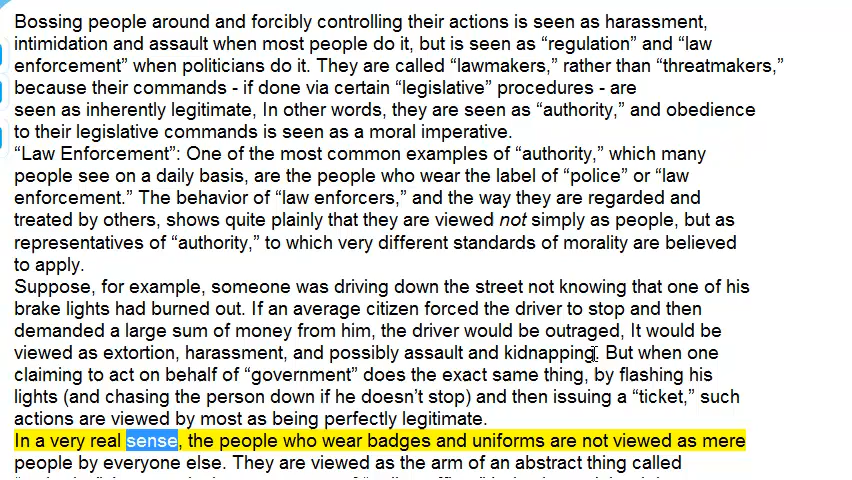 Bossing people around and forcibly controlling their actions is seen as harassment,
intimidation and assault when most people do it, but is seen as “regulation” and “law
enforcement” when politicians do it. They are called “lawmakers,” rather than “threatmakers,”
because their commands - if done via certain “legislative” procedures - are
seen as inherently legitimate, In other words, they are seen as “authority,” and obedience
to their legislative commands is seen as a moral imperative.
“Law Enforcement”: One of the most common examples of “authority,” which many
people see on a daily basis, are the people who wear the label of “police” or “law
enforcement.” The behavior of “law enforcers,” and the way they are regarded and
treated by others, shows quite plainly that they are viewed not simply as people, but as
representatives of “authority,” to which very different standards of morality are believed
to apply.
Suppose, for example, someone was driving down the street not knowing that one of his
brake lights had burned out. If an average citizen forced the driver to stop and then
demanded a large sum of money from him, the driver would be outraged, It would be
viewed as extortion, harassment, and possibly assault and kidnapping. But when one
claiming to act on behalf of “government” does the exact same thing, by flashing his
lights (and chasing the person down if he doesn’t stop) and then issuing a “ticket,” such
actions are viewed by most as being perfectly legitimate.
In a very real sense, the people who wear badges and uniforms are not viewed as mere
people by everyone else. They are viewed as the arm of an abstract thing called